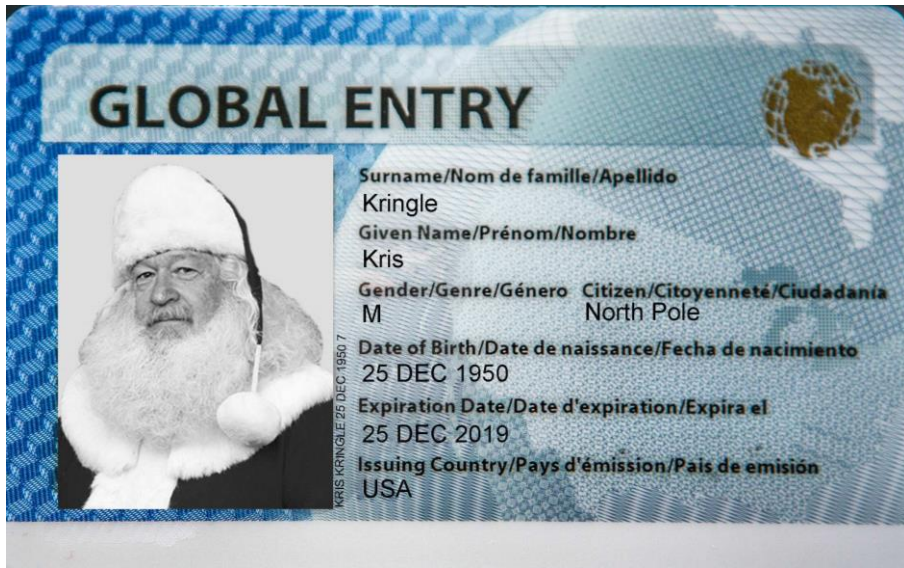 GLOBAL ENTRY
Surname/Nom de famille/Apellido
Kringle
Given Name/Prénom/Nombre
Kris
Gender/Genre/Género Citizen/Citoyenneté/Ciudadanía
M North Pole
Date of Birth/Date de naissance/Fecha de nacimiento
25 DEC 1950
Expiration Date/Date d'expiration/Expira el
25 DEC 2019
Issuing Country/Pays d'émission/Pais de emisión
USA
KRIS KRINGLE 25 DEC 1950 7